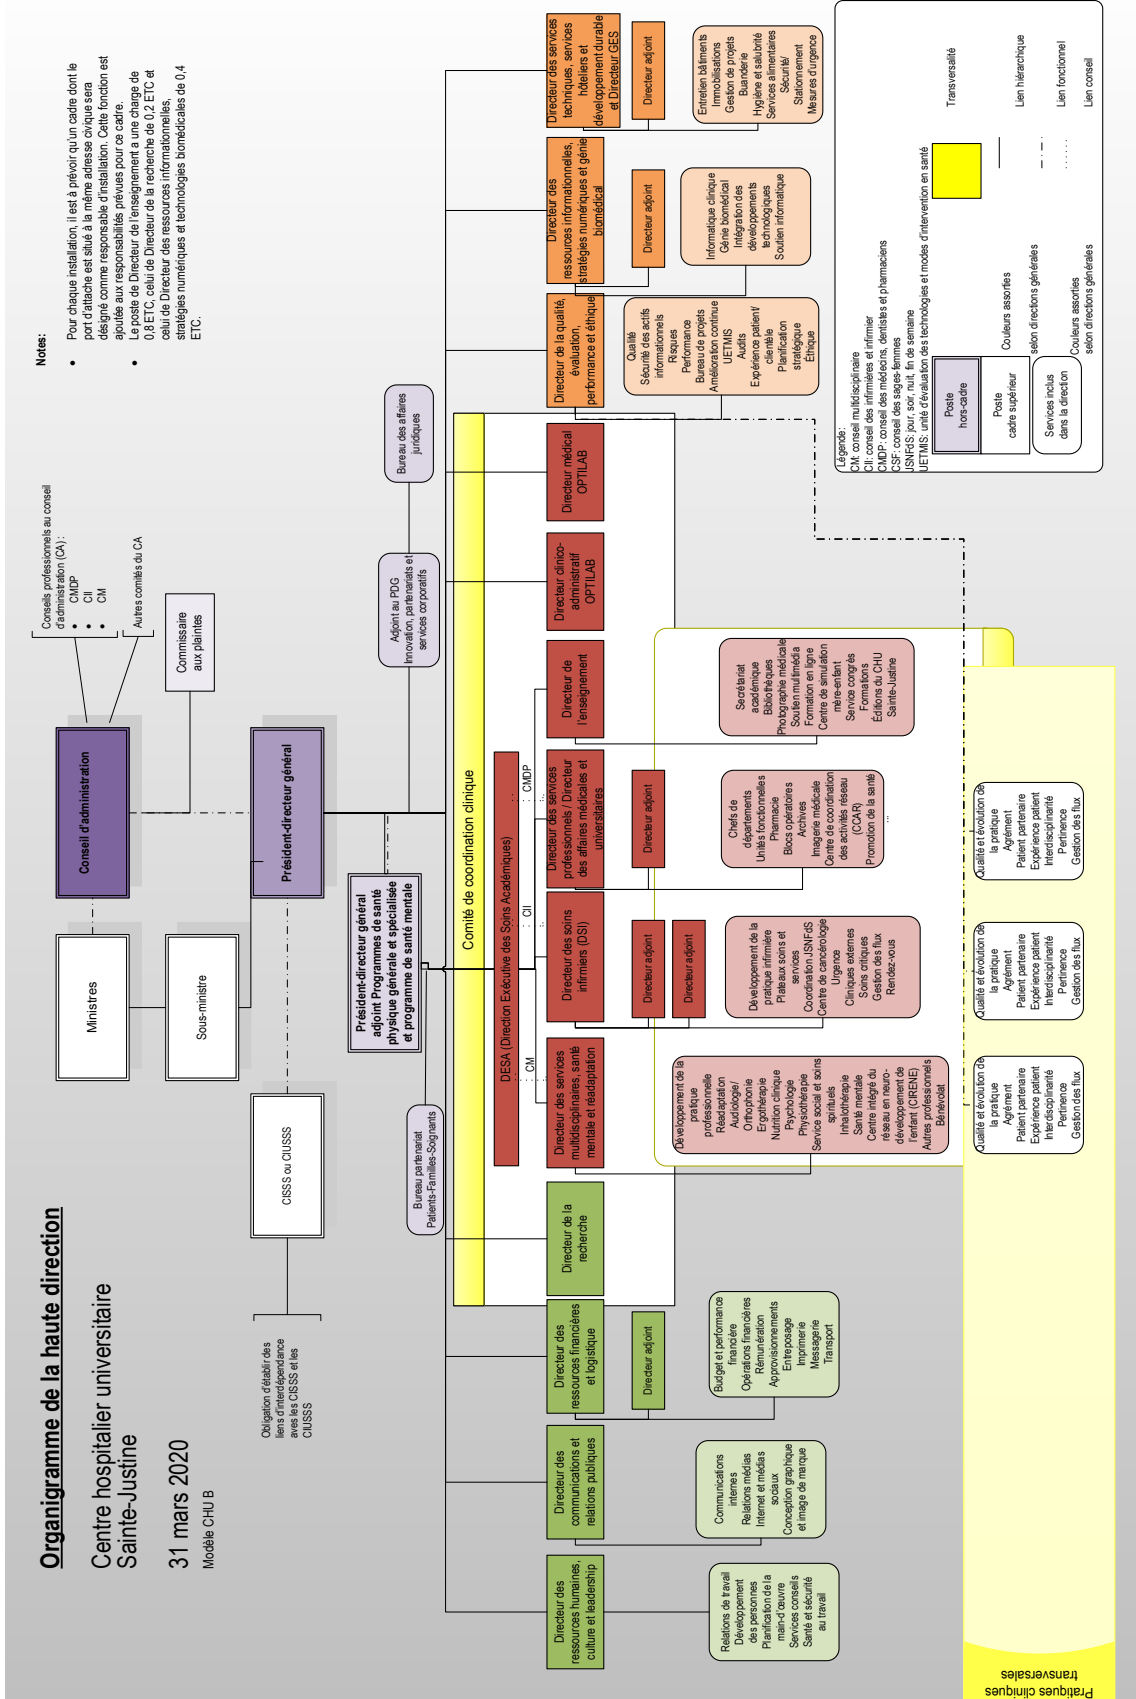 Organigramme de la haute direction
Centre hospitalier universitaire
Sainte-Justine
31 mars 2020
Modèle CHU B
Notes:
• Pour chaque installation, il est à prévoir qu'un cadre dont le
port d'attache est situé à la même adresse civique sera
désigné comme responsable d'installation. Cette fonction est
ajoutée aux responsabilités prévues pour ce cadre.
• Le poste de Directeur de l'enseignement a une charge de
0,8 ETC, celui de Directeur de la recherche de 0,2 ETC et
celui de Directeur des ressources informationnelles,
stratégies numériques et technologies biomédicales de 0,4
ETC.
Ministres
Conseil d'administration
Conseils professionnels au conseil
d'administration (CA) :
• CMDP
• CII
• CM
Autres comités du CA
Sous-ministre
Commissaire
aux plaintes
CISSS ou CIUSSS
Président-directeur général
Obligation d'établir des
liens d'interdépendance
aves les CISSS et les
CIUSSS
Président-directeur général
adjoint Programmes de santé
physique générale et spécialisée
et programme de santé mentale
Adjoint au PDG
Innovation, partenariats et
services corporatifs
Bureau des affaires
juridiques
Bureau partenariat
Patients-Familles-Soignants
Comité de coordination clinique
DESA (Direction Exécutive des Soins Académiques)
CM
CII
CMDP
Directeur des
ressources humaines,
culture et leadership
Directeur des
communications et
relations publiques
Directeur des
ressources financières
et logistique
Directeur de la
recherche
Directeur des services
multidisciplinaires, santé
mentale et réadaptation
Directeur des soins
infirmiers (DSI)
Directeur des services
professionnels / Directeur
des affaires médicales et
universitaires
Directeur de
l'enseignement
Directeur clinico-
administratif
OPTILAB
Directeur médical
OPTILAB
Directeur de la qualité,
évaluation,
performance et éthique
Directeur des
ressources informationnelles,
stratégies numériques et génie
biomédical
Directeur des services
techniques, services
hôteliers et
développement durable
et Directeur GES
Directeur adjoint
Directeur adjoint
Directeur adjoint
Directeur adjoint
Directeur adjoint
Directeur adjoint
Relations de travail
Développement
des personnes
Planification de la
main-d'œuvre
Services conseils
Santé et sécurité
au travail
Communications
internes
Relations médias
Internet et médias
sociaux
Conception graphique
et image de marque
Budget et performance
financière
Opérations financières
Rémunération
Approvisionnements
Entreposage
Imprimerie
Messagerie
Transport
Développement de la
pratique
professionnelle
Réadaptation
Audiologie/
Orthophonie
Ergothérapie
Nutrition clinique
Psychologie
Physiothérapie
Service social et soins
spirituels
Inhalothérapie
Santé mentale
Centre intégré du
réseau en neuro-
développement de
l'enfant (CIRENE)
Autres professionnels
Bénévolat
Développement de la
pratique infirmière
Plateaux soins et
services
Coordination JSNFdS
Centre de cancérologie
Urgence
Cliniques externes
Soins critiques
Gestion des flux
Rendez-vous
Chefs de
départements
Unités fonctionnelles
Pharmacie
Blocs opératoires
Archives
Imagerie médicale
Centre de coordination
des activités réseau
(CCAR)
Promotion de la santé
...
Secrétariat
académique
Bibliothèques
Photographie médicale
Soutien multimédia
Formation en ligne
Centre de simulation
mère-enfant
Service congrès
Formations
Éditions du CHU
Sainte-Justine
Qualité
Sécurité des actifs
informationnels
Risques
Performance
Bureau de projets
Amélioration continue
UETMIS
Audits
Expérience patient/
clientèle
Planification
stratégique
Éthique
Informatique clinique
Génie biomédical
Intégration des
développements
technologiques
Soutien informatique
Entretien bâtiments
Immobilisations
Gestion de projets
Buanderie
Hygiène et salubrité
Services alimentaires
Sécurité/
Stationnement
Mesures d'urgence
Pratiques cliniques
transversales
Qualité et évolution de
la pratique
Agrément
Patient partenaire
Expérience patient
Interdisciplinarité
Pertinence
Gestion des flux
Qualité et évolution de
la pratique
Agrément
Patient partenaire
Expérience patient
Interdisciplinarité
Pertinence
Gestion des flux
Qualité et évolution de
la pratique
Agrément
Patient partenaire
Expérience patient
Interdisciplinarité
Pertinence
Gestion des flux
Légende :
CM: conseil multidisciplinaire
CII: conseil des infirmières et infirmier
CMDP: conseil des médecins, dentistes et pharmaciens
CSF: conseil des sages-femmes
JSNFdS: jour, soir, nuit, fin de semaine
UETMIS: unité d'évaluation des technologies et modes d'intervention en santé
Poste
hors-cadre
Transversalité
Poste
cadre supérieur
Couleurs assorties
selon directions générales
Lien hiérarchique
Lien fonctionnel
Services inclus
dans la direction
Couleurs assorties
selon directions générales
Lien conseil